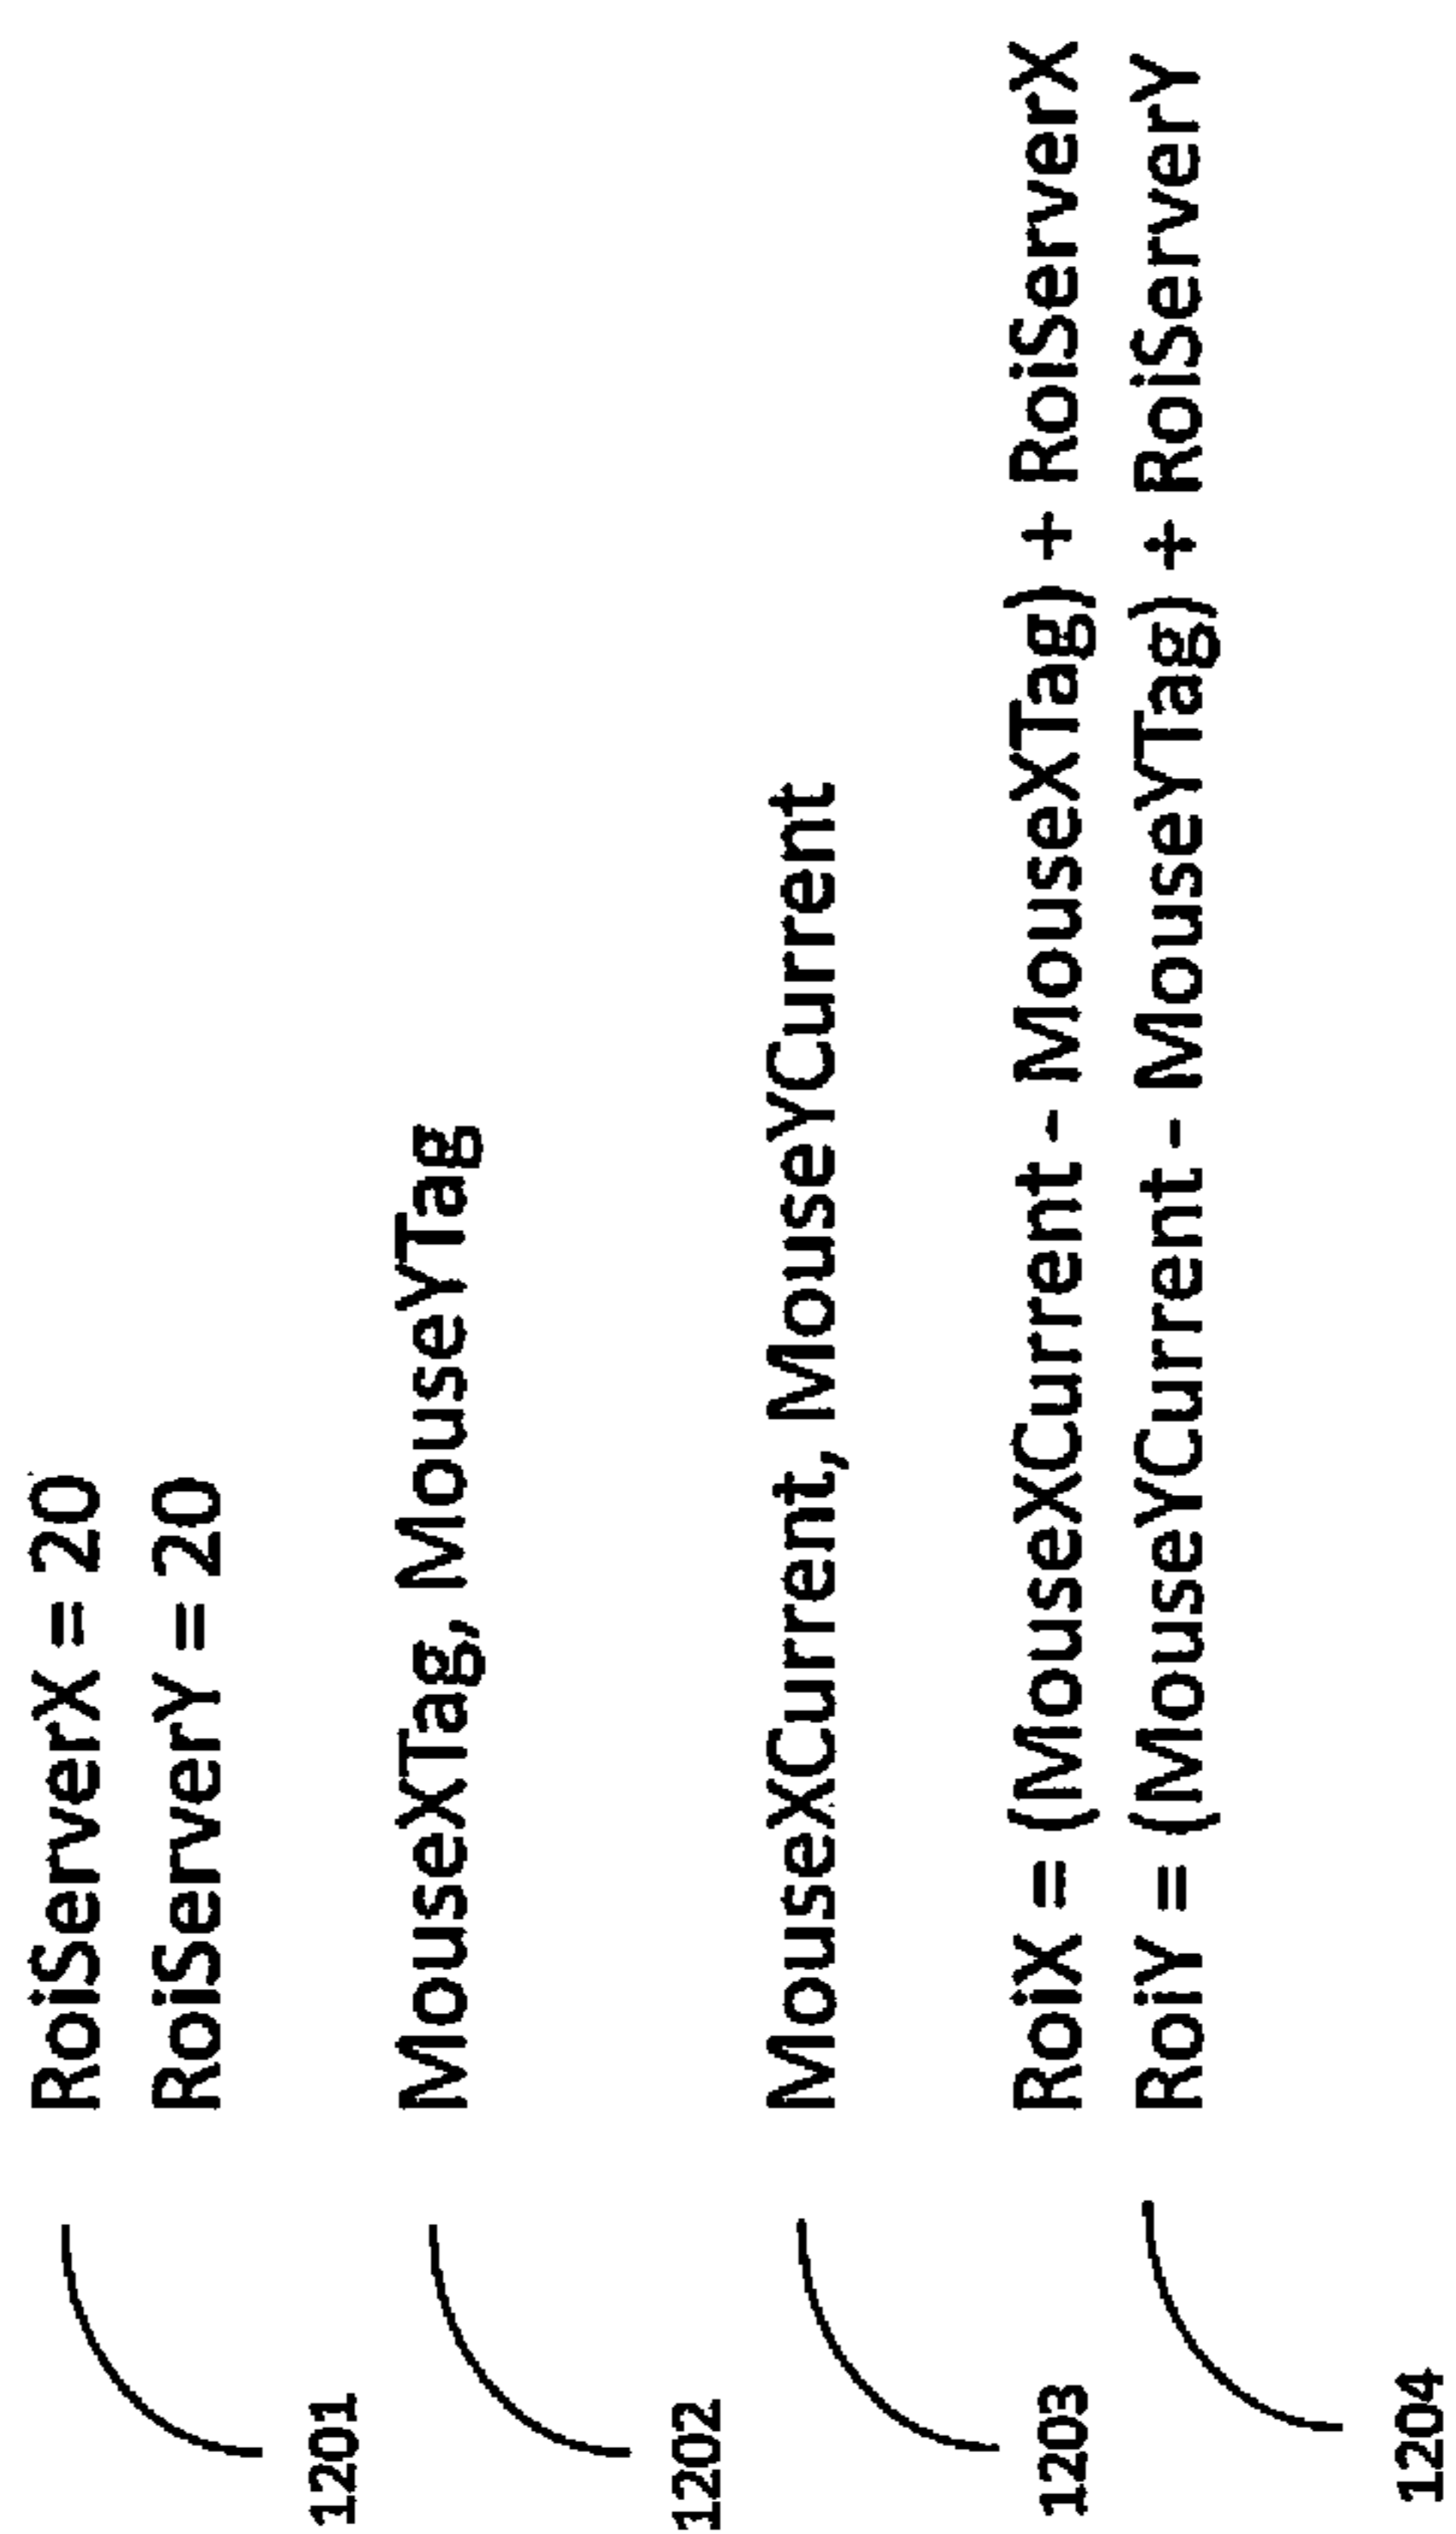 RoiServerX = 20
RoiServerY = 20
1201
MouseXTag, MouseYTag
1202
MouseXCurrent, MouseYCurrent
1203
RoiX = (MouseXCurrent - MouseXTag) + RoiServerX
RoiY = (MouseYCurrent - MouseYTag) + RoiServerY
1204